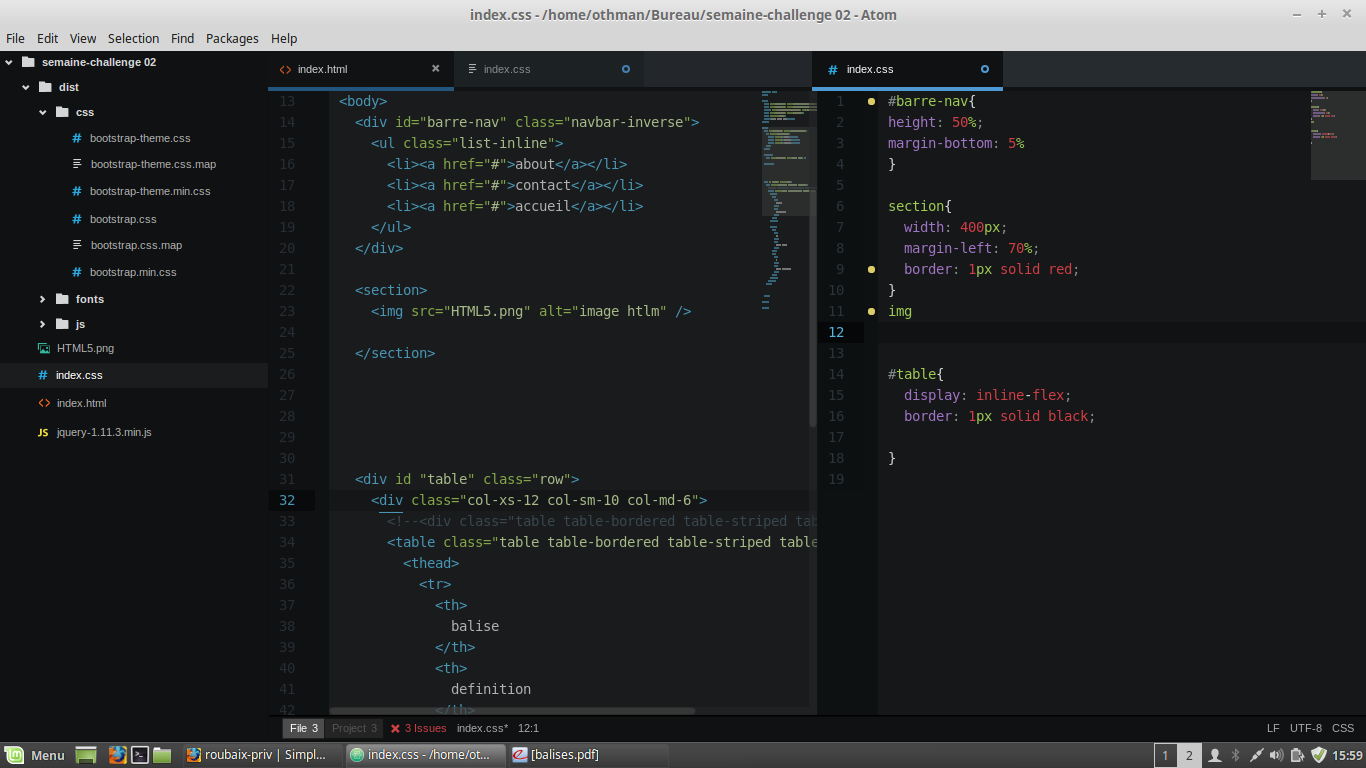 index.css - /home/othman/Bureau/semaine-challenge 02 - Atom
File Edit View Selection Find Packages Help
semaine-challenge 02
dist
css
bootstrap-theme.css
bootstrap-theme.css.map
bootstrap-theme.min.css
bootstrap.css
bootstrap.css.map
bootstrap.min.css
fonts
js
HTML5.png
index.css
index.html
JS jquery-1.11.3.min.js
index.html
index.css
13 <body>
14 <div id="barre-nav" class="navbar-inverse">
15 <ul class="list-inline">
16 <li><a href="#">about</a></li>
17 <li><a href="#">contact</a></li>
18 <li><a href="#">accueil</a></li>
19 </ul>
20 </div>
21
22 <section>
23 <img src="HTML5.png" alt="image htlm" />
24
25 </section>
26
27
28
29
30
31 <div id "table" class="row">
32 <div class="col-xs-12 col-sm-10 col-md-6">
33 <!--<div class="table table-bordered table-striped tab
34 <table class="table table-bordered table-striped table
35 <thead>
36 <tr>
37 <th>
38 balise
39 </th>
40 <th>
41 definition
42 </th>
index.css
1 #barre-nav{
2 height: 50%;
3 margin-bottom: 5%
4 }
5
6 section{
7 width: 400px;
8 margin-left: 70%;
9 border: 1px solid red;
10 }
11 img
12
13
14 #table{
15 display: inline-flex;
16 border: 1px solid black;
17
18 }
19
File 3 Project 3 3 Issues index.css* 12:1 LF UTF-8 CSS
Menu roubaix-priv | Simpl... index.css - /home/ot... [balises.pdf] 1 2 15:59